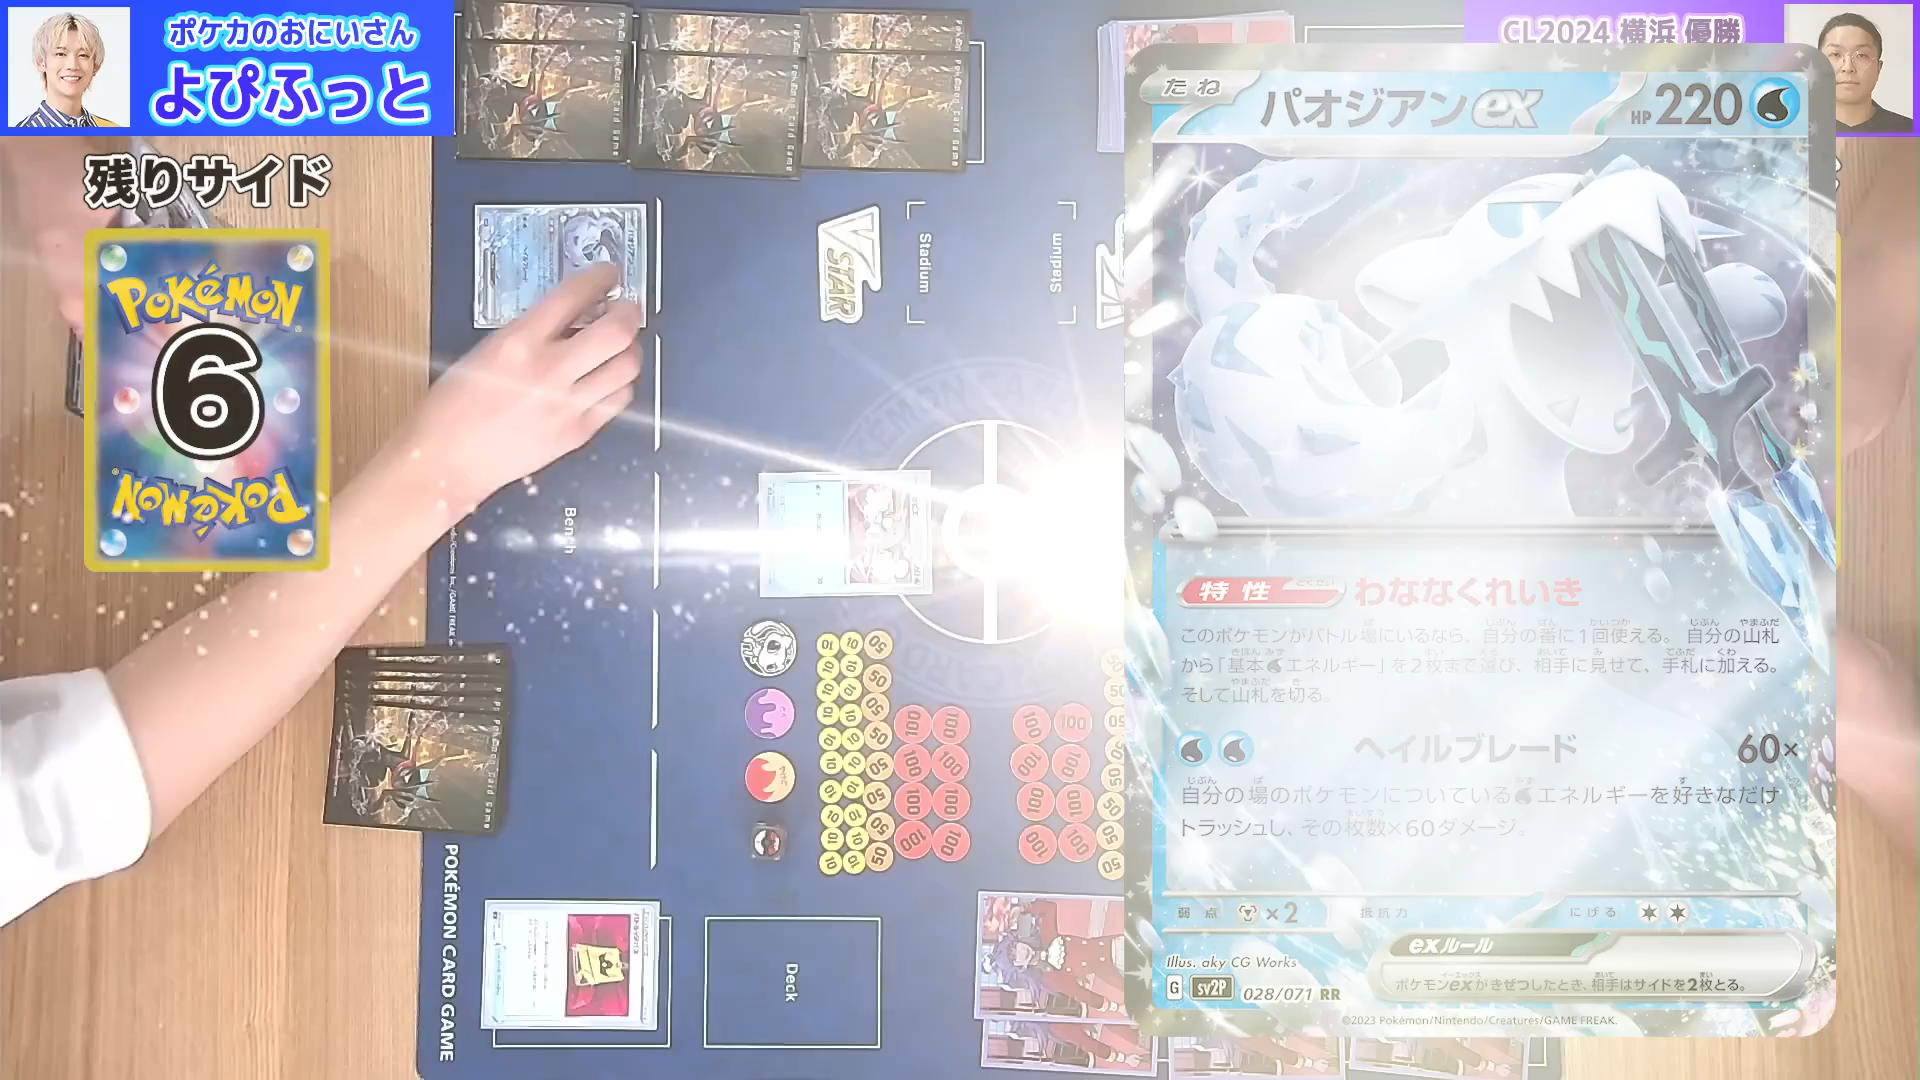 ポケカのおにいさん
よぴふっと
残りサイド
POKéMON
6
POKéMON
CL2024 横浜 優勝
VSTAR
Stadium
Stadium
Bench
Deck
POKÉMON CARD GAME
たね
パオジアンex
HP 220
特性 わななくれいき
このポケモンがバトル場にいるなら、自分の番に1回使える。自分の山札
から「基本エネルギー」を2枚まで選び、相手に見せて、手札に加える。
そして山札を切る。
ヘイルブレード 60×
自分の場のポケモンについているエネルギーを好きなだけ
トラッシュし、その枚数×60ダメージ。
弱点 ×2 抵抗力 にげる
exルール
ポケモンexがきぜつしたとき、相手はサイドを2枚とる。
Illus. aky CG Works
G sv2P 028/071 RR
©2023 Pokémon/Nintendo/Creatures/GAME FREAK.